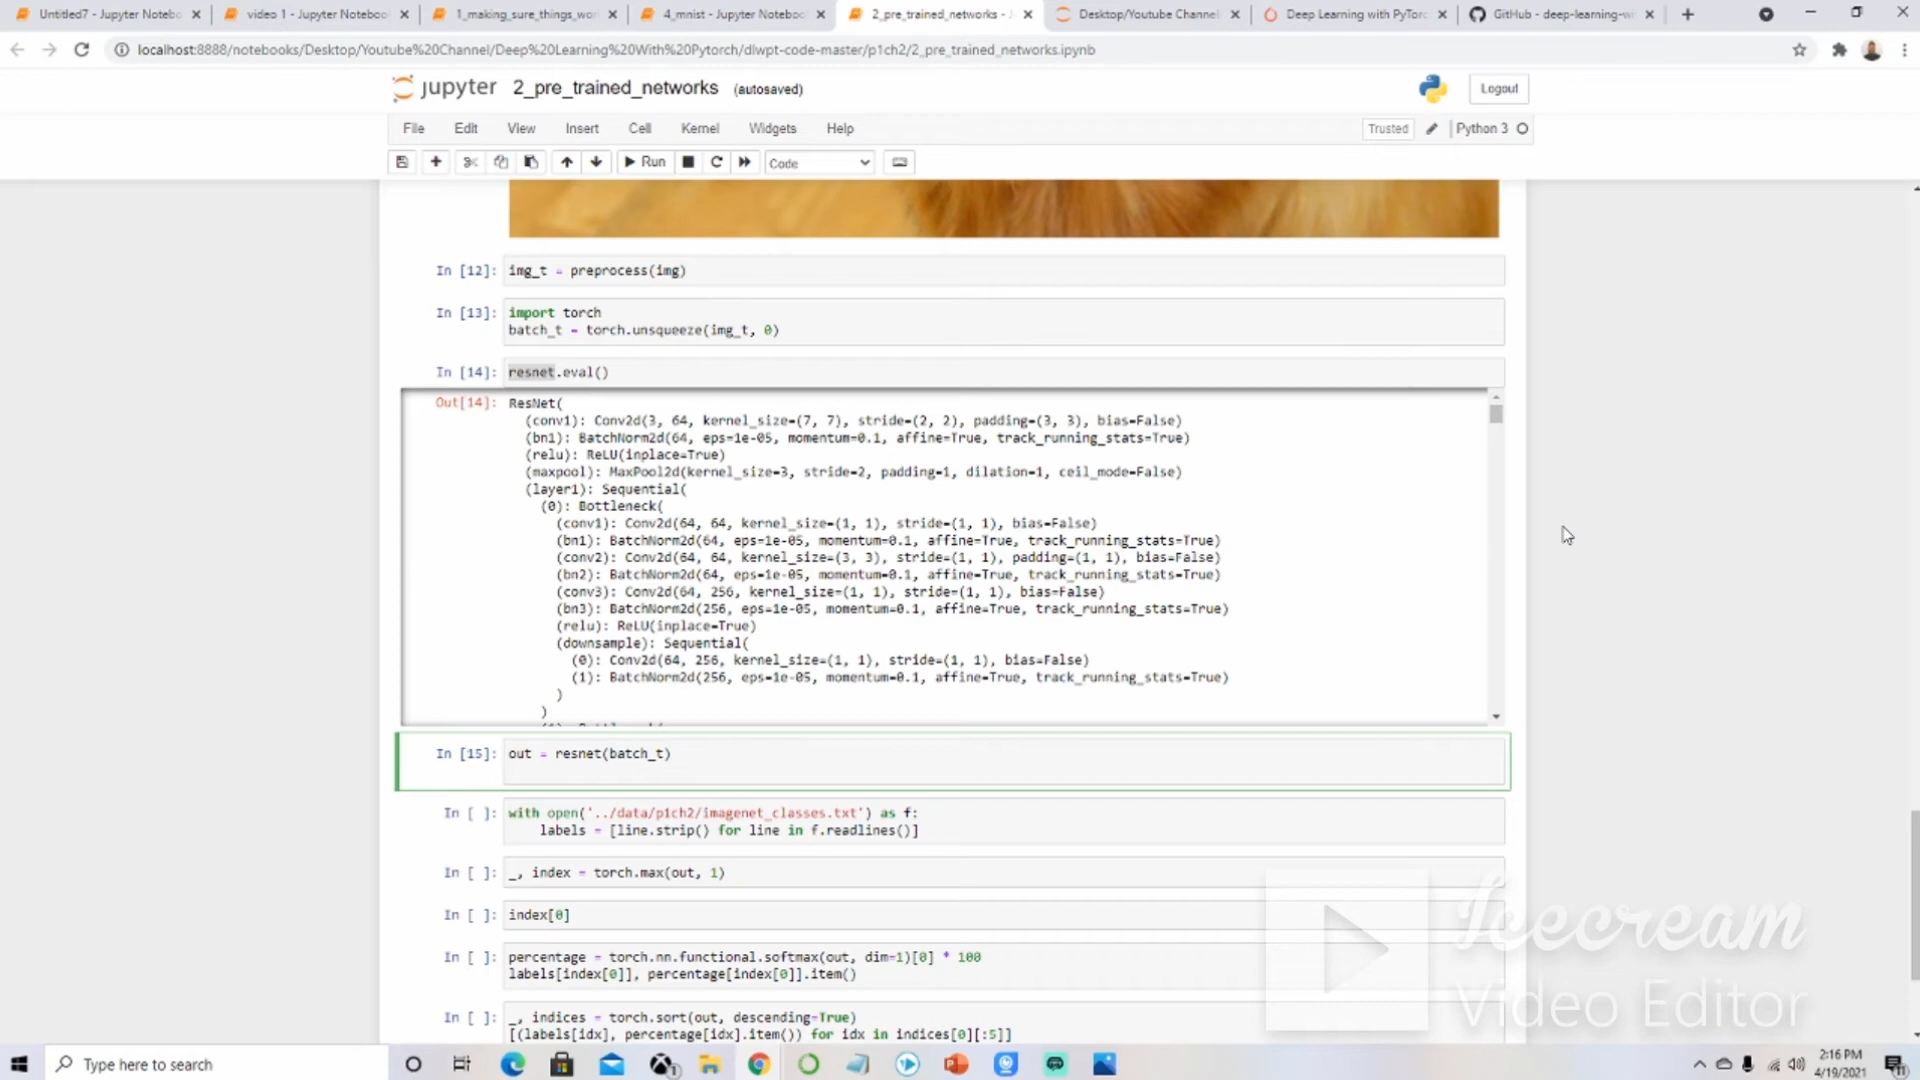 Untitled7 - Jupyter Notebo
video 1 - Jupyter Notebo
1_making_sure_things_wo
4_mnist - Jupyter Noteboo
2_pre_trained_networks - J
Desktop/Youtube Channel
Deep Learning with PyTorc
GitHub - deep-learning-wi
localhost:8888/notebooks/Desktop/Youtube%20Channel/Deep%20Learning%20With%20Pytorch/dlwpt-code-master/p1ch2/2_pre_trained_networks.ipynb
jupyter 2_pre_trained_networks (autosaved)
Logout
File Edit View Insert Cell Kernel Widgets Help
Trusted Python 3
Run Code
In [12]: img_t = preprocess(img)
In [13]: import torch
batch_t = torch.unsqueeze(img_t, 0)
In [14]: resnet.eval()
Out[14]: ResNet(
(conv1): Conv2d(3, 64, kernel_size=(7, 7), stride=(2, 2), padding=(3, 3), bias=False)
(bn1): BatchNorm2d(64, eps=1e-05, momentum=0.1, affine=True, track_running_stats=True)
(relu): ReLU(inplace=True)
(maxpool): MaxPool2d(kernel_size=3, stride=2, padding=1, dilation=1, ceil_mode=False)
(layer1): Sequential(
(0): Bottleneck(
(conv1): Conv2d(64, 64, kernel_size=(1, 1), stride=(1, 1), bias=False)
(bn1): BatchNorm2d(64, eps=1e-05, momentum=0.1, affine=True, track_running_stats=True)
(conv2): Conv2d(64, 64, kernel_size=(3, 3), stride=(1, 1), padding=(1, 1), bias=False)
(bn2): BatchNorm2d(64, eps=1e-05, momentum=0.1, affine=True, track_running_stats=True)
(conv3): Conv2d(64, 256, kernel_size=(1, 1), stride=(1, 1), bias=False)
(bn3): BatchNorm2d(256, eps=1e-05, momentum=0.1, affine=True, track_running_stats=True)
(relu): ReLU(inplace=True)
(downsample): Sequential(
(0): Conv2d(64, 256, kernel_size=(1, 1), stride=(1, 1), bias=False)
(1): BatchNorm2d(256, eps=1e-05, momentum=0.1, affine=True, track_running_stats=True)
)
)
In [15]: out = resnet(batch_t)
In [ ]: with open('../data/p1ch2/imagenet_classes.txt') as f:
labels = [line.strip() for line in f.readlines()]
In [ ]: _, index = torch.max(out, 1)
In [ ]: index[0]
In [ ]: percentage = torch.nn.functional.softmax(out, dim=1)[0] * 100
labels[index[0]], percentage[index[0]].item()
In [ ]: _, indices = torch.sort(out, descending=True)
[(labels[idx], percentage[idx].item()) for idx in indices[0][:5]]
Icecream
Video Editor
Type here to search
2:16 PM
4/19/2021